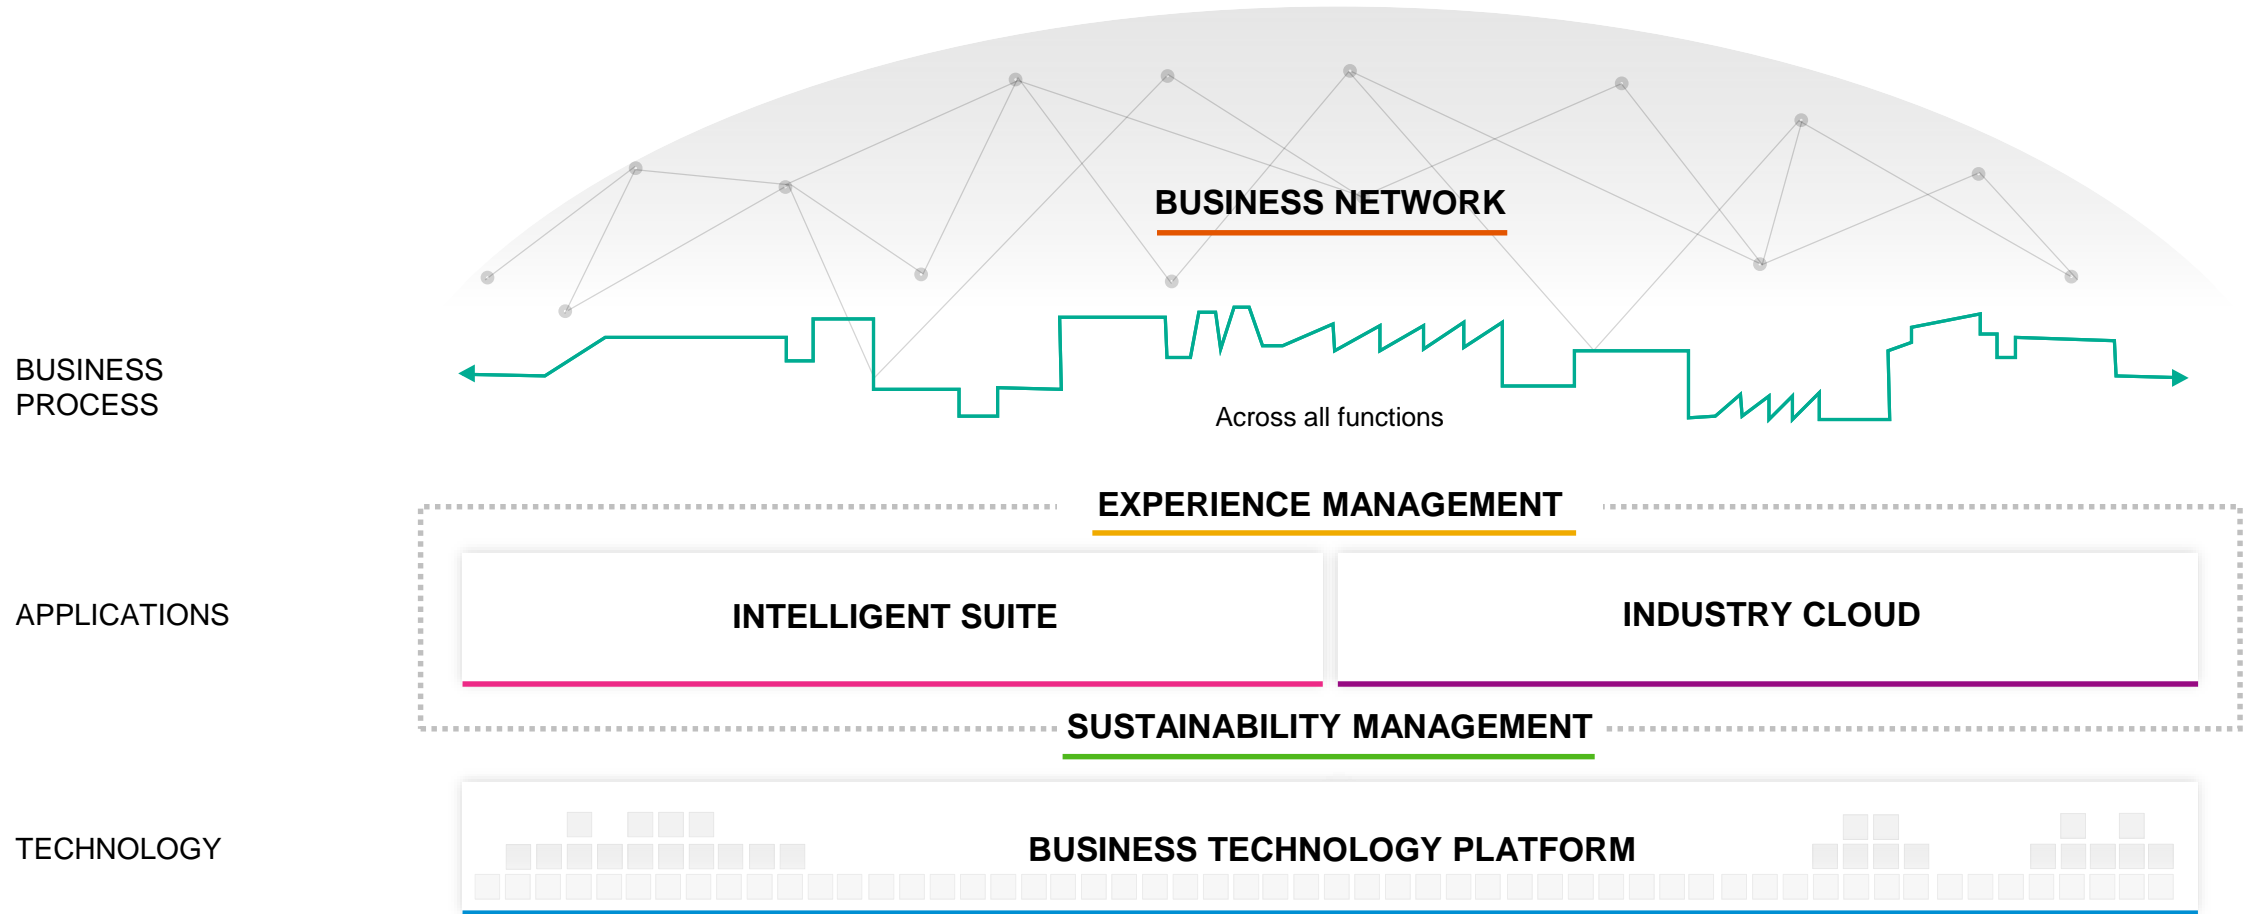 BUSINESS NETWORK
BUSINESS
PROCESS
Across all functions
EXPERIENCE MANAGEMENT
APPLICATIONS
INTELLIGENT SUITE
INDUSTRY CLOUD
SUSTAINABILITY MANAGEMENT
TECHNOLOGY
BUSINESS TECHNOLOGY PLATFORM